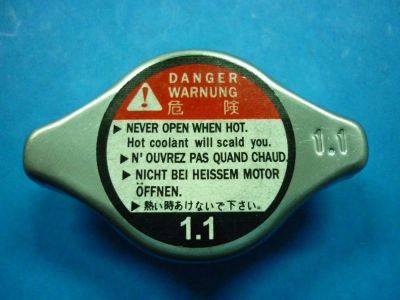 DANGER-
WARNUNG
危 険
▶ NEVER OPEN WHEN HOT.
Hot coolant will scald you.
▶ N'OUVREZ PAS QUAND CHAUD.
▶ NICHT BEI HEISSEM MOTOR
ÖFFNEN.
▶ 熱い時あけないで下さい。
1.1
1.1